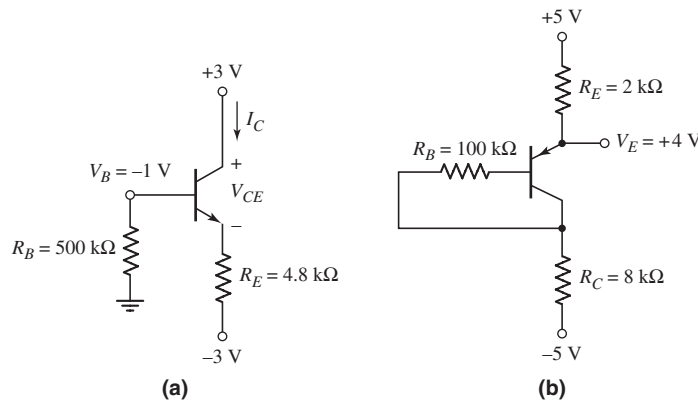 +3 V
I_C
V_B = –1 V
+
V_CE
–
R_B = 500 kΩ
R_E = 4.8 kΩ
–3 V
(a)
+5 V
R_E = 2 kΩ
R_B = 100 kΩ
V_E = +4 V
R_C = 8 kΩ
–5 V
(b)